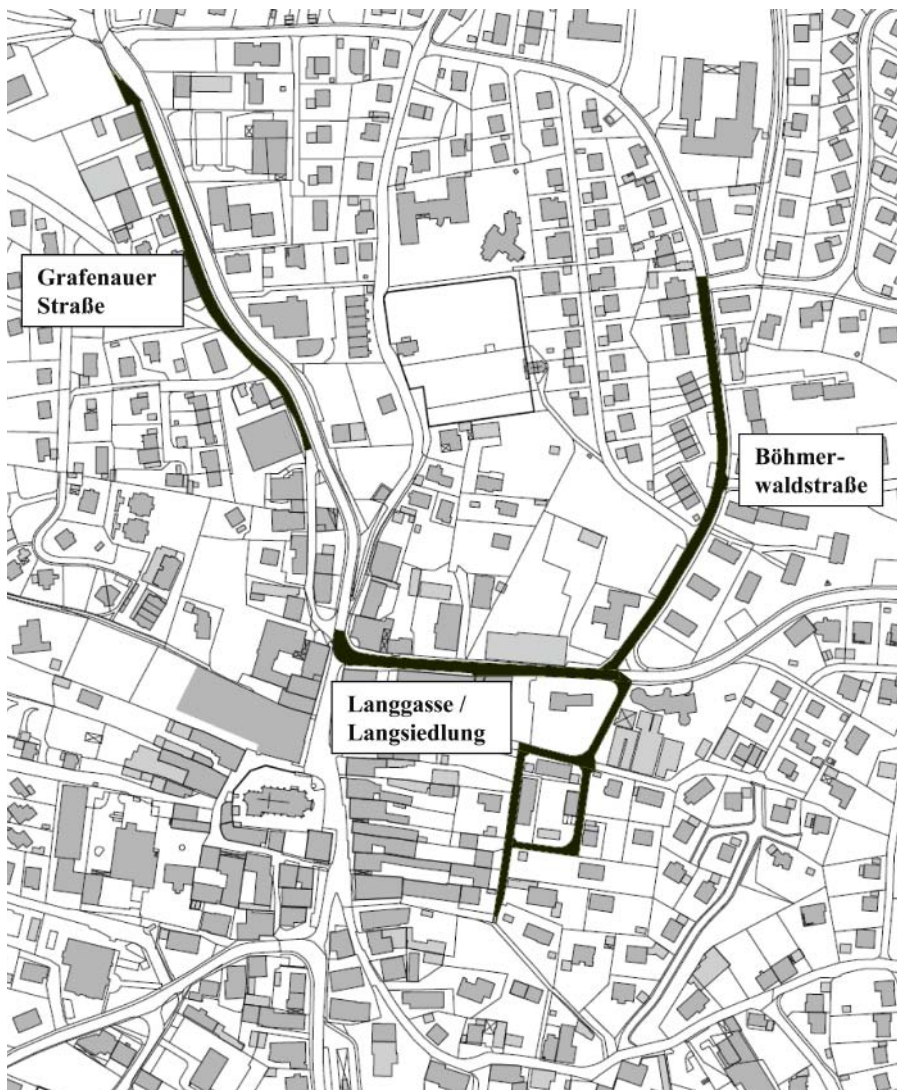 Grafenauer
Straße
Böhmer-
waldstraße
Langgasse /
Langsiedlung